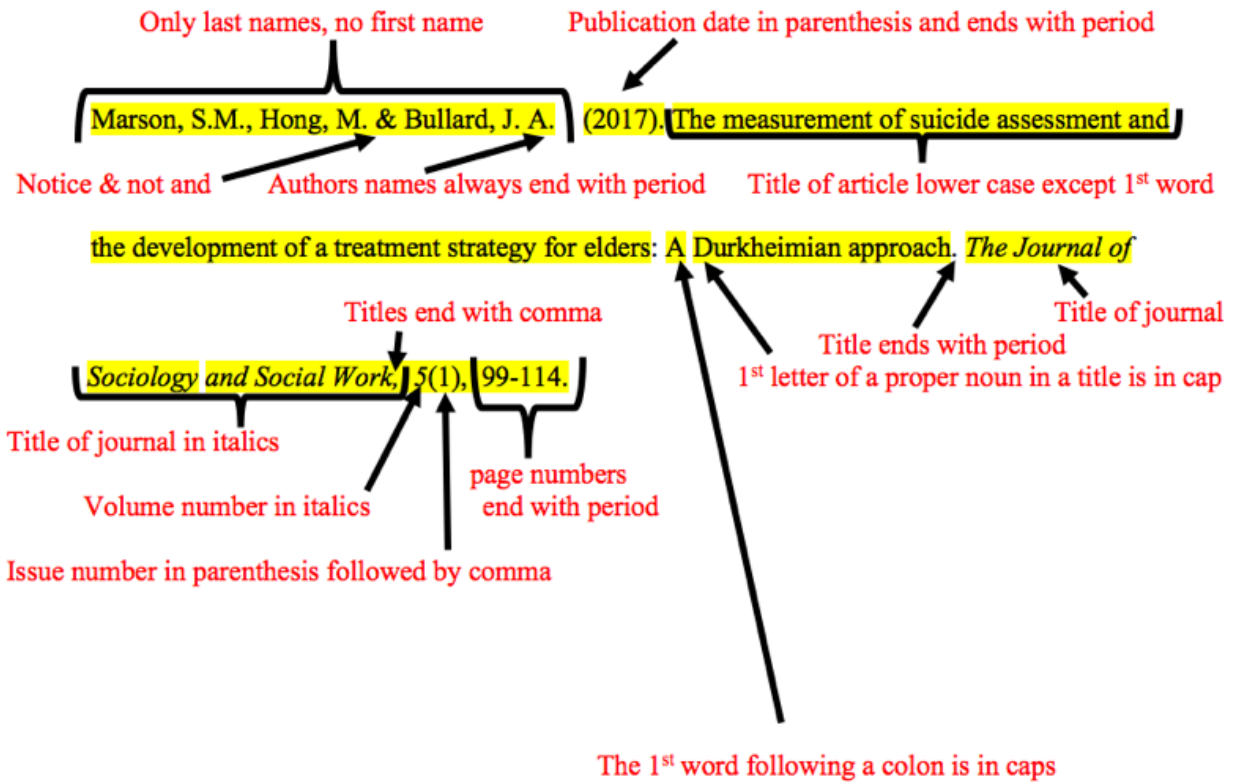 Only last names, no first name
Publication date in parenthesis and ends with period
Marson, S.M., Hong, M. & Bullard, J. A. (2017). The measurement of suicide assessment and
Notice & not and
Authors names always end with period
Title of article lower case except 1st word
the development of a treatment strategy for elders: A Durkheimian approach. The Journal of
Titles end with comma
Title of journal
Title ends with period
1st letter of a proper noun in a title is in cap
Sociology and Social Work, 5(1), 99-114.
Title of journal in italics
page numbers
end with period
Volume number in italics
Issue number in parenthesis followed by comma
The 1st word following a colon is in caps